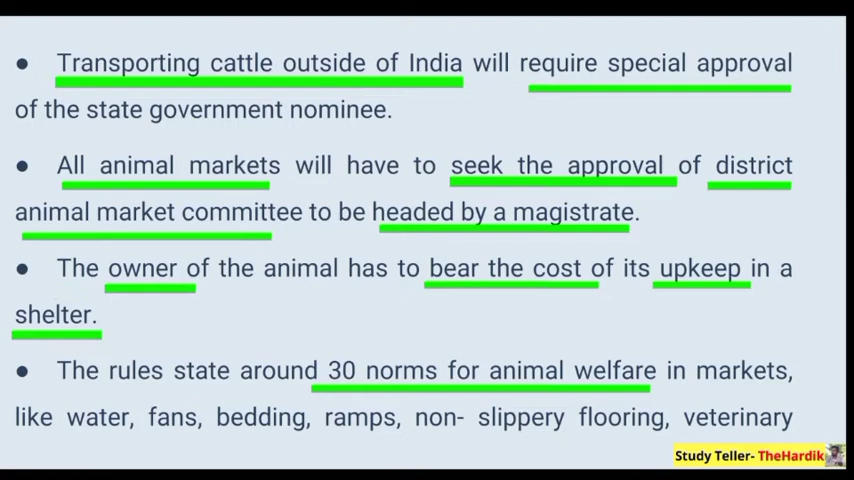 ● Transporting cattle outside of India will require special approval
of the state government nominee.
● All animal markets will have to seek the approval of district
animal market committee to be headed by a magistrate.
● The owner of the animal has to bear the cost of its upkeep in a
shelter.
● The rules state around 30 norms for animal welfare in markets,
like water, fans, bedding, ramps, non- slippery flooring, veterinary
Study Teller- TheHardik